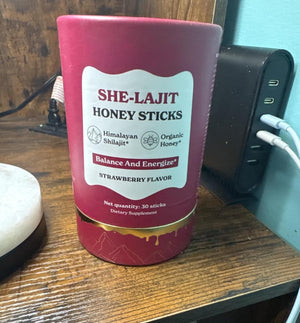 SHE-LAJIT
HONEY STICKS
Himalayan Organic
Shilajit* Honey*
Balance And Energize*
STRAWBERRY FLAVOR
Net quantity: 30 sticks
Dietary Supplement